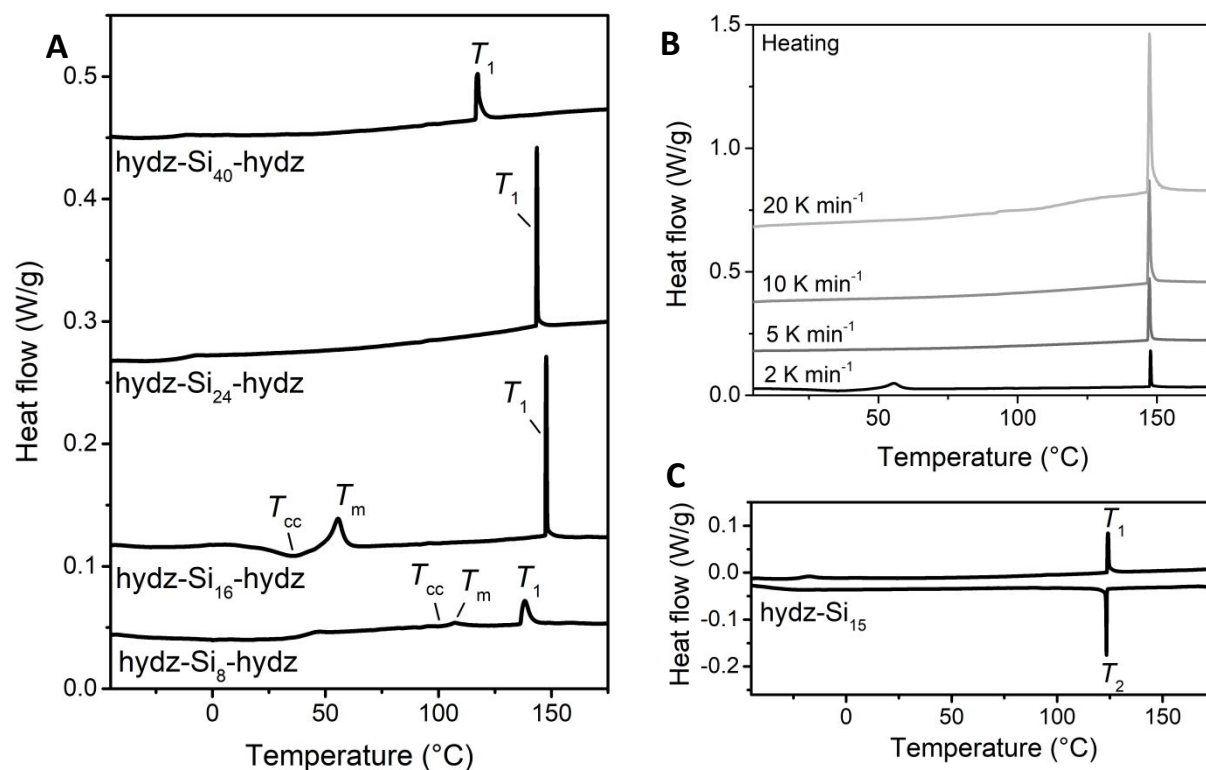 A
0.5
0.4
0.3
0.2
0.1
0.0
Heat flow (W/g)
T₁
hydz-Si₄₀-hydz
T₁
hydz-Si₂₄-hydz
T₁
T_cc
T_m
hydz-Si₁₆-hydz
T_cc
T_m
T₁
hydz-Si₈-hydz
0
50
100
150
Temperature (°C)
B
1.5
1.0
0.5
0.0
Heat flow (W/g)
Heating
20 K min⁻¹
10 K min⁻¹
5 K min⁻¹
2 K min⁻¹
50
100
150
Temperature (°C)
C
0.1
0.0
-0.1
-0.2
Heat flow (W/g)
T₁
hydz-Si₁₅
T₂
0
50
100
150
Temperature (°C)